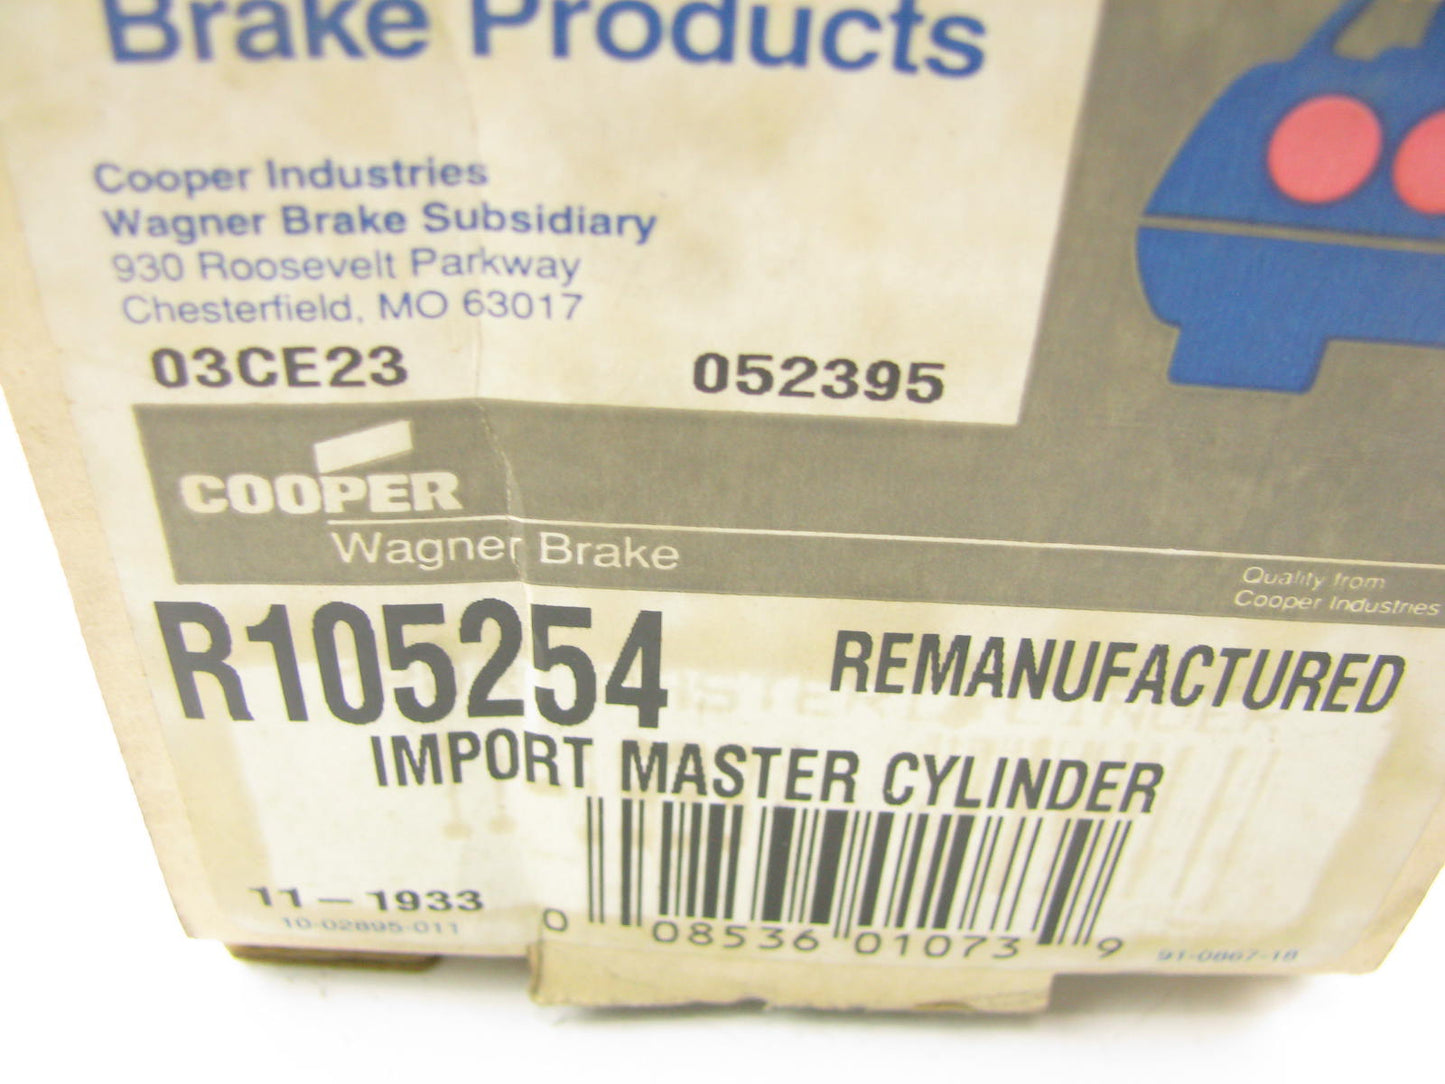 Brake Products
Cooper Industries
Wagner Brake Subsidiary
930 Roosevelt Parkway
Chesterfield, MO 63017
03CE23 052395
COOPER
Wagner Brake
Quality from
Cooper Industries
R105254 REMANUFACTURED
IMPORT MASTER CYLINDER
11-1933
10-02895-011
0 08536 01073 9
91-0867-18